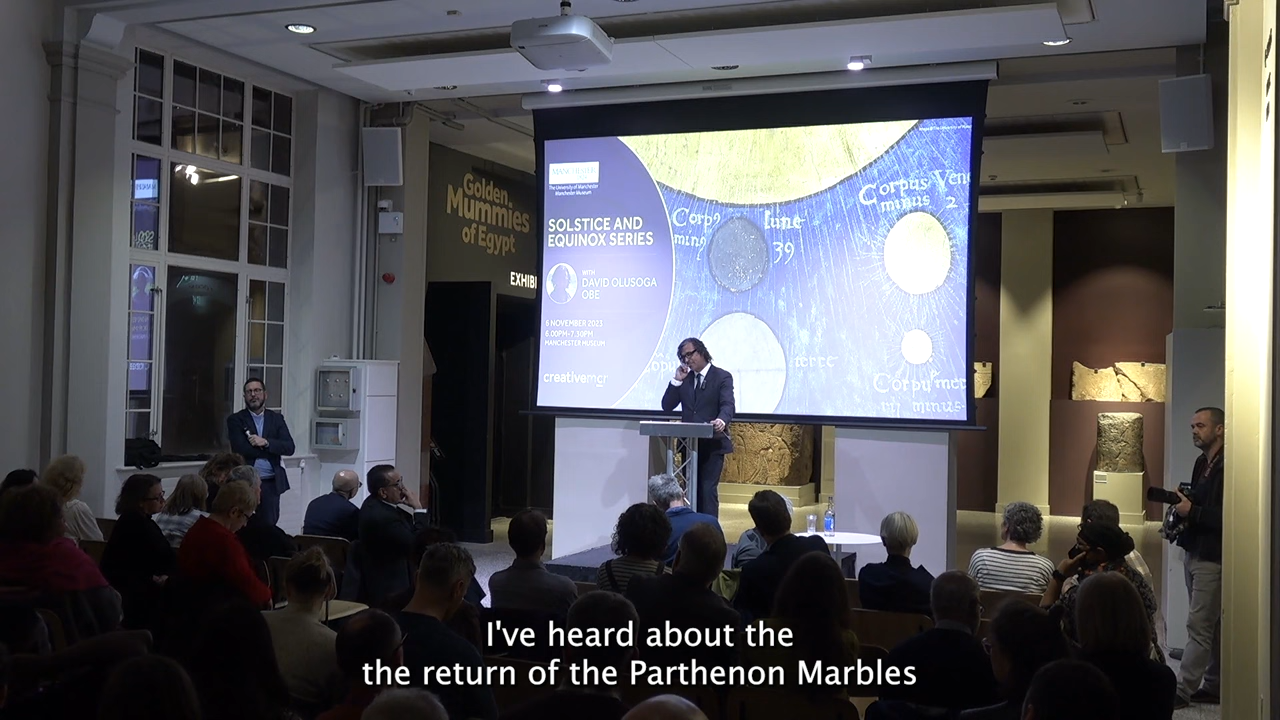 Golden
Mummies
of Egypt
EXHIBI
MANCHESTER
The University of Manchester
Manchester Museum
SOLSTICE AND
EQUINOX SERIES
WITH
DAVID OLUSOGA
OBE
6 NOVEMBER 2023
6.00PM–7.30PM
MANCHESTER MUSEUM
creativemcr
Corpus Vene
minus 2
lune
39
terre
minus
I've heard about the
the return of the Parthenon Marbles